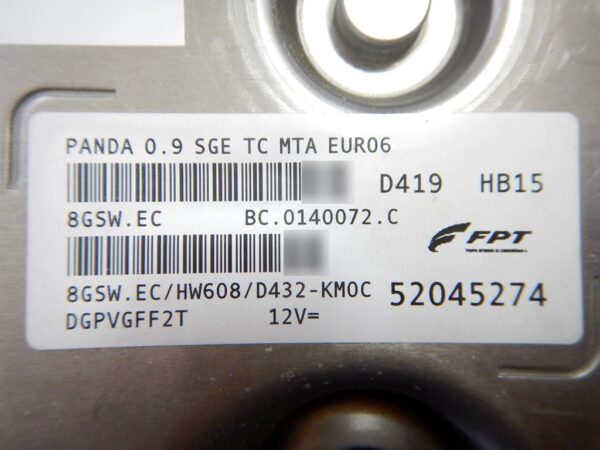 PANDA 0.9 SGE TC MTA EURO6
D419 HB15
8GSW.EC BC.0140072.C
FPT
8GSW.EC/HW608/D432-KM0C 52045274
DGPVGFF2T 12V=